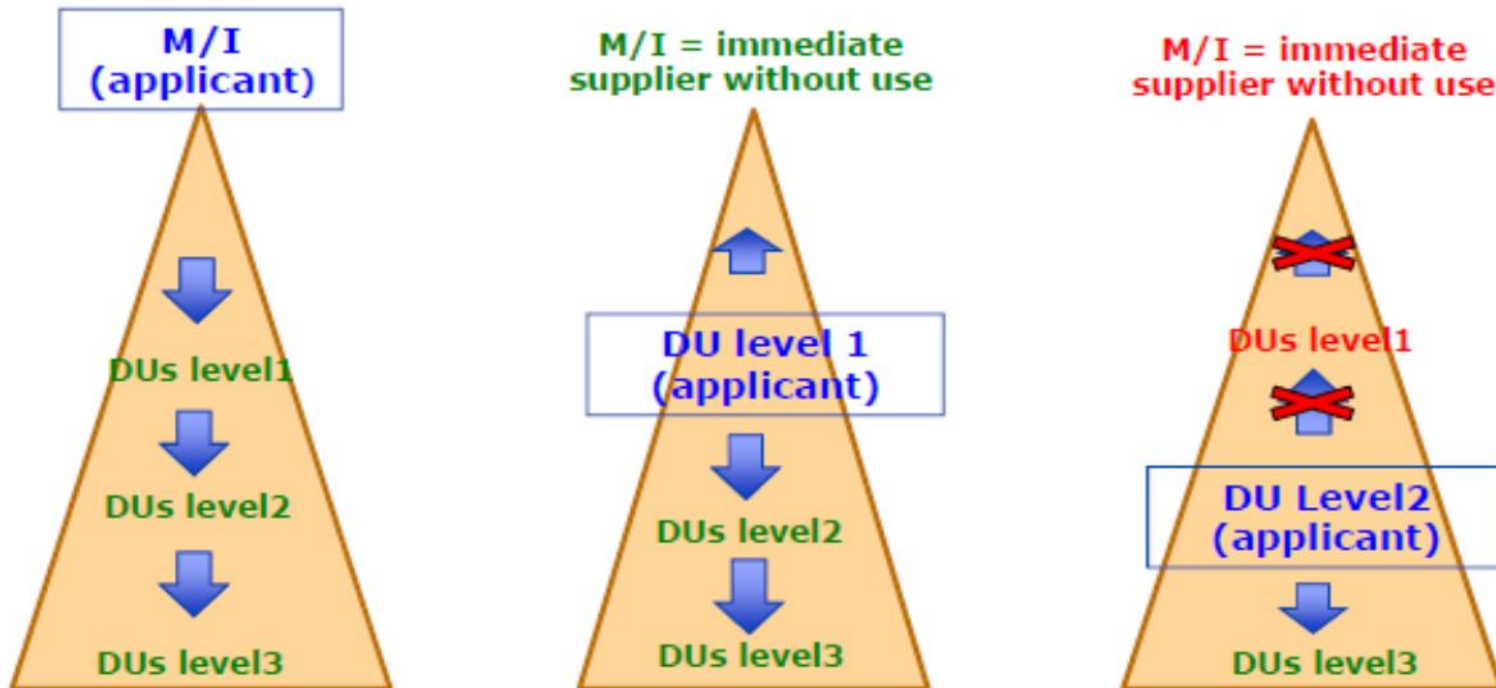 M/I
(applicant)
DUs level1
DUs level2
DUs level3
M/I = immediate
supplier without use
DU level 1
(applicant)
DUs level2
DUs level3
M/I = immediate
supplier without use
DUs level1
DU Level2
(applicant)
DUs level3